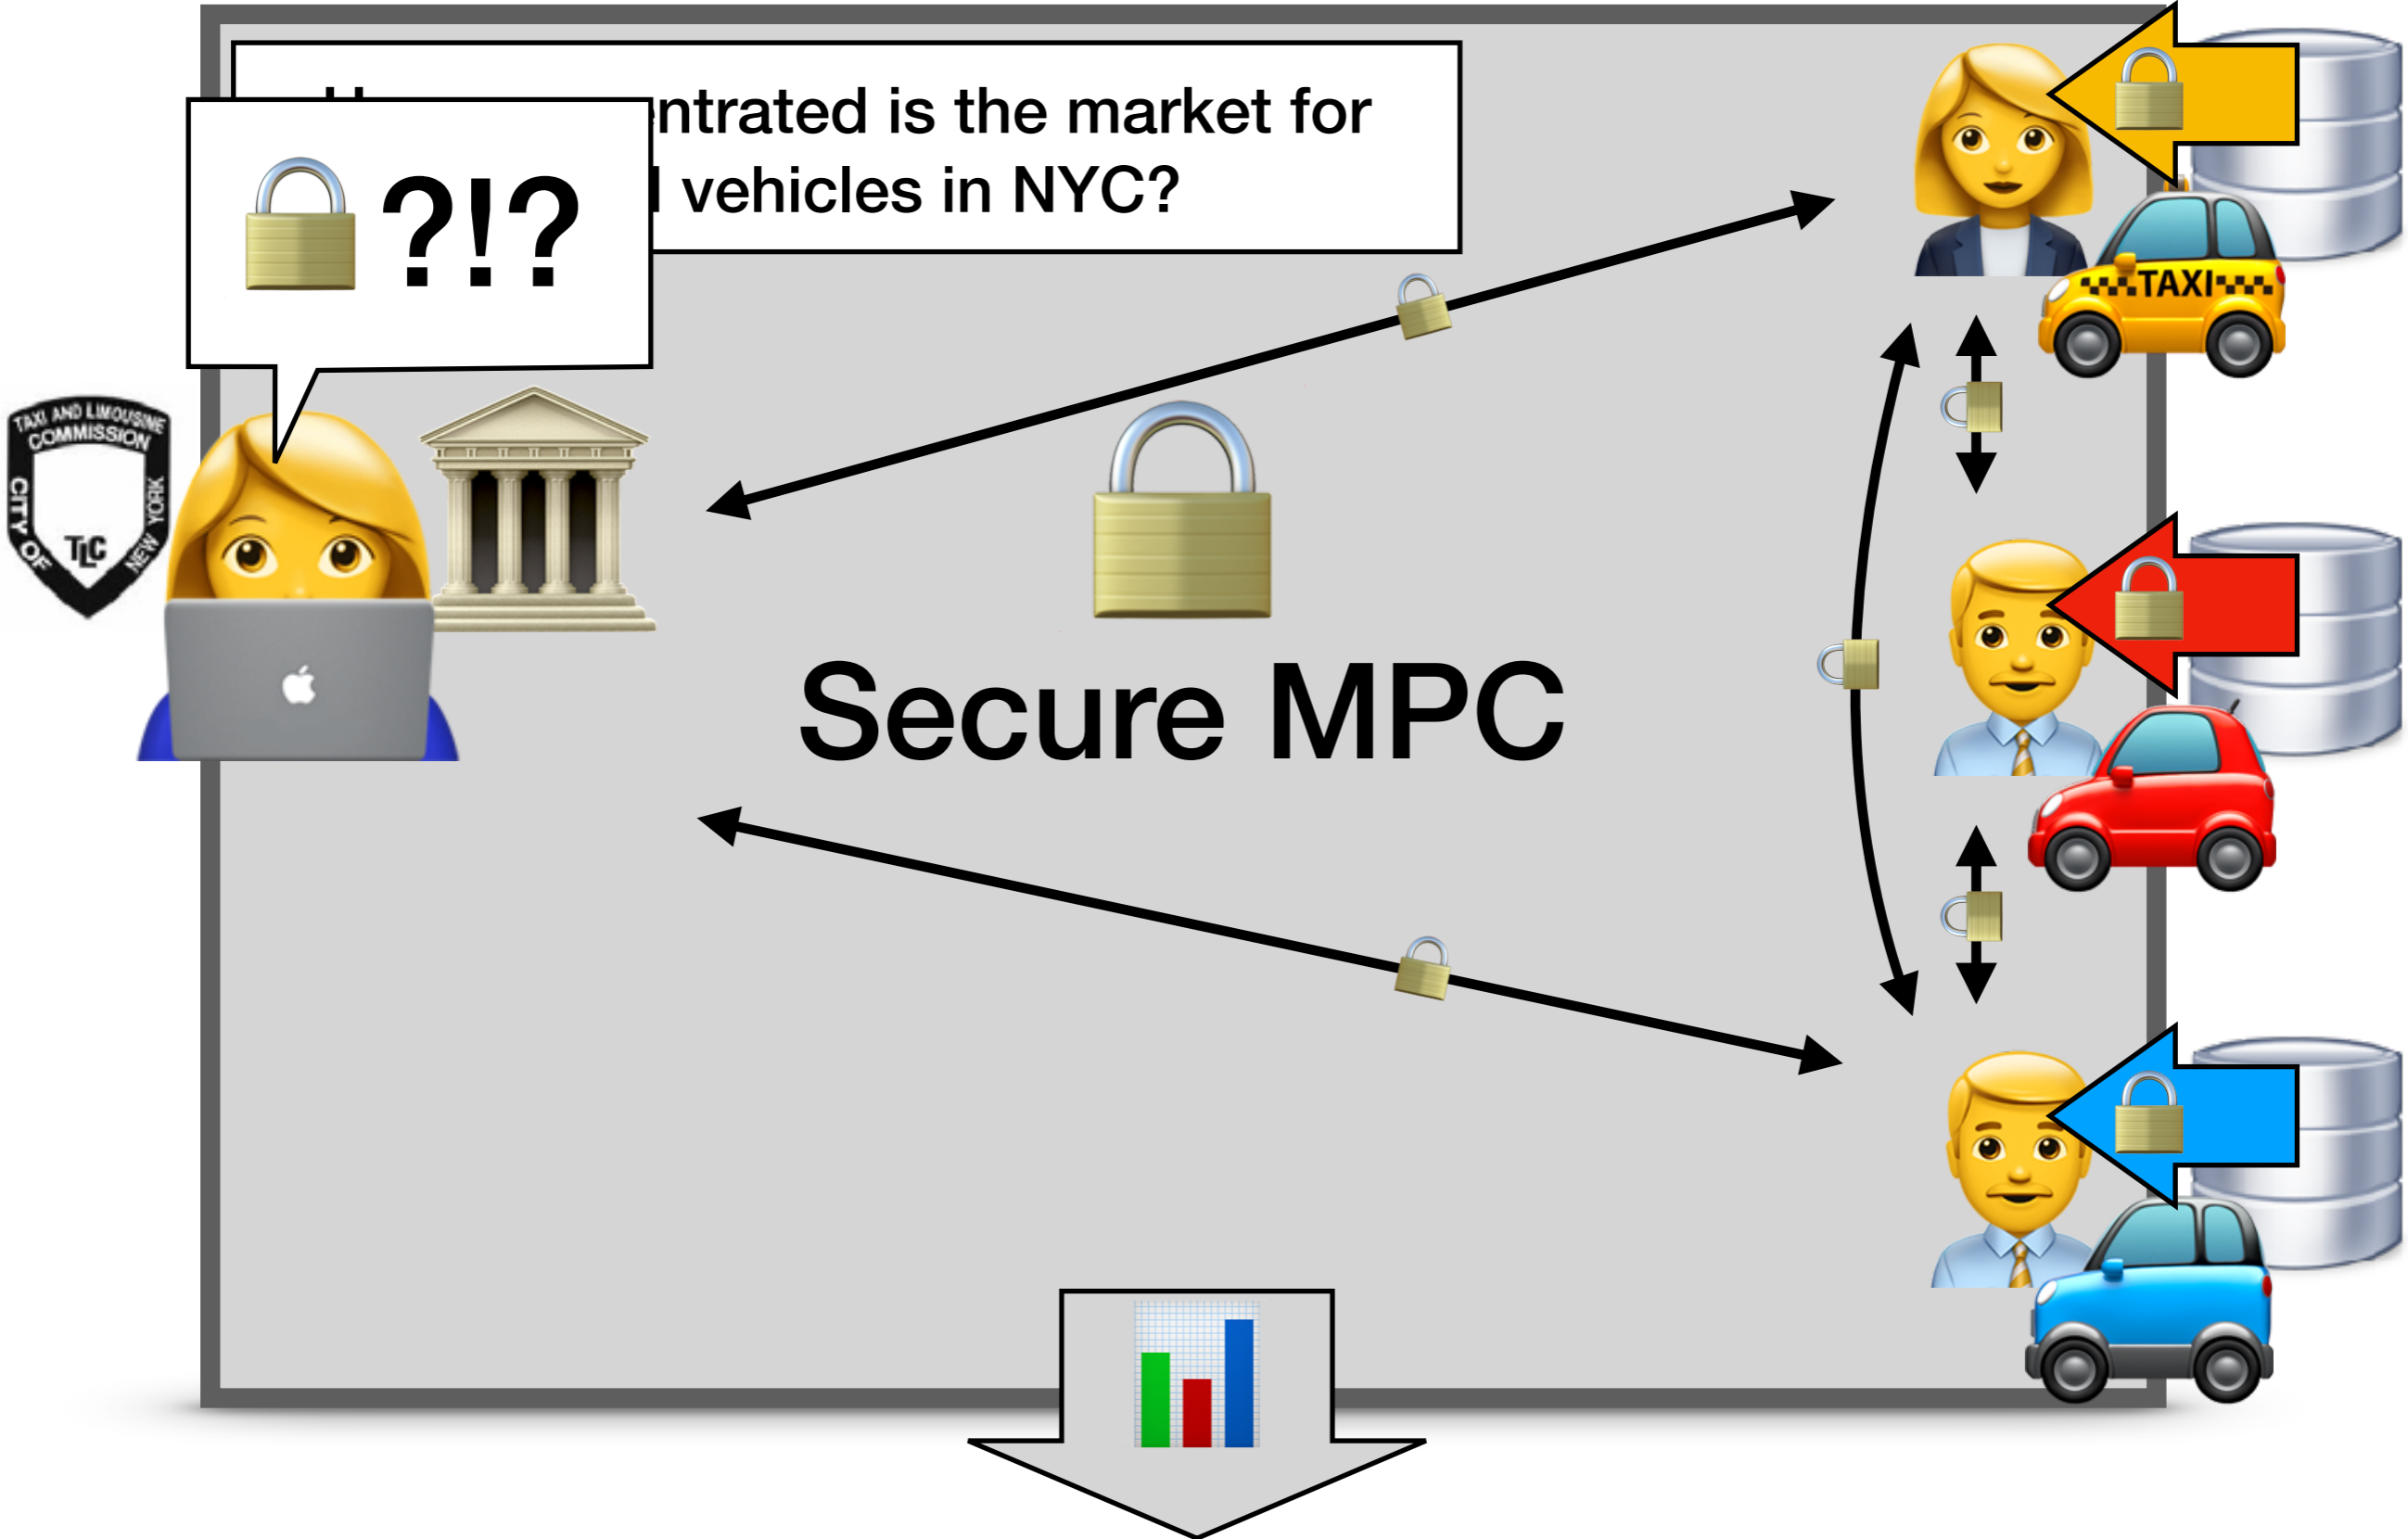 entrated is the market for
vehicles in NYC?
?!?
TAXI
TAXI AND LIMOUSINE
COMMISSION
CITY OF
NEW YORK
TLC
Secure MPC